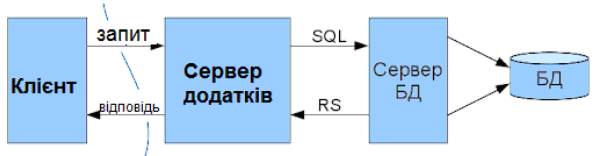 запит
Клієнт
відповідь
Сервер
додатків
SQL
RS
Сервер
БД
БД